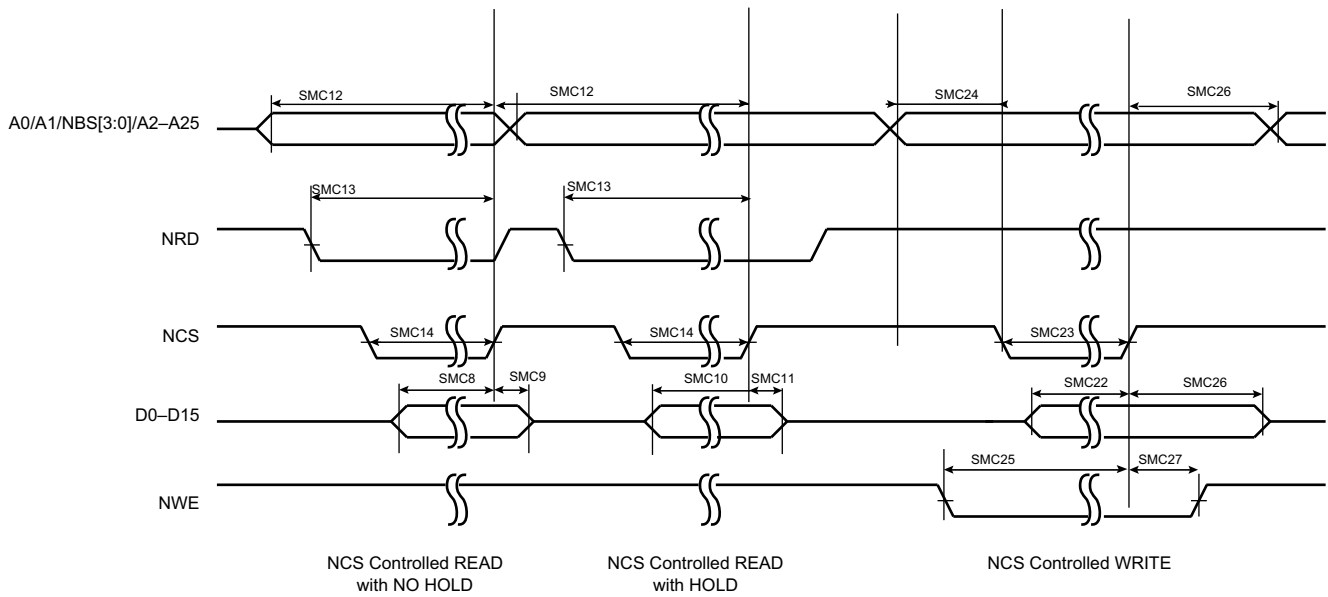 SMC12
SMC12
SMC24
SMC26
A0/A1/NBS[3:0]/A2–A25
SMC13
SMC13
NRD
NCS
SMC14
SMC14
SMC23
SMC8
SMC9
SMC10
SMC11
SMC22
SMC26
D0–D15
SMC25
SMC27
NWE
NCS Controlled READ
with NO HOLD
NCS Controlled READ
with HOLD
NCS Controlled WRITE